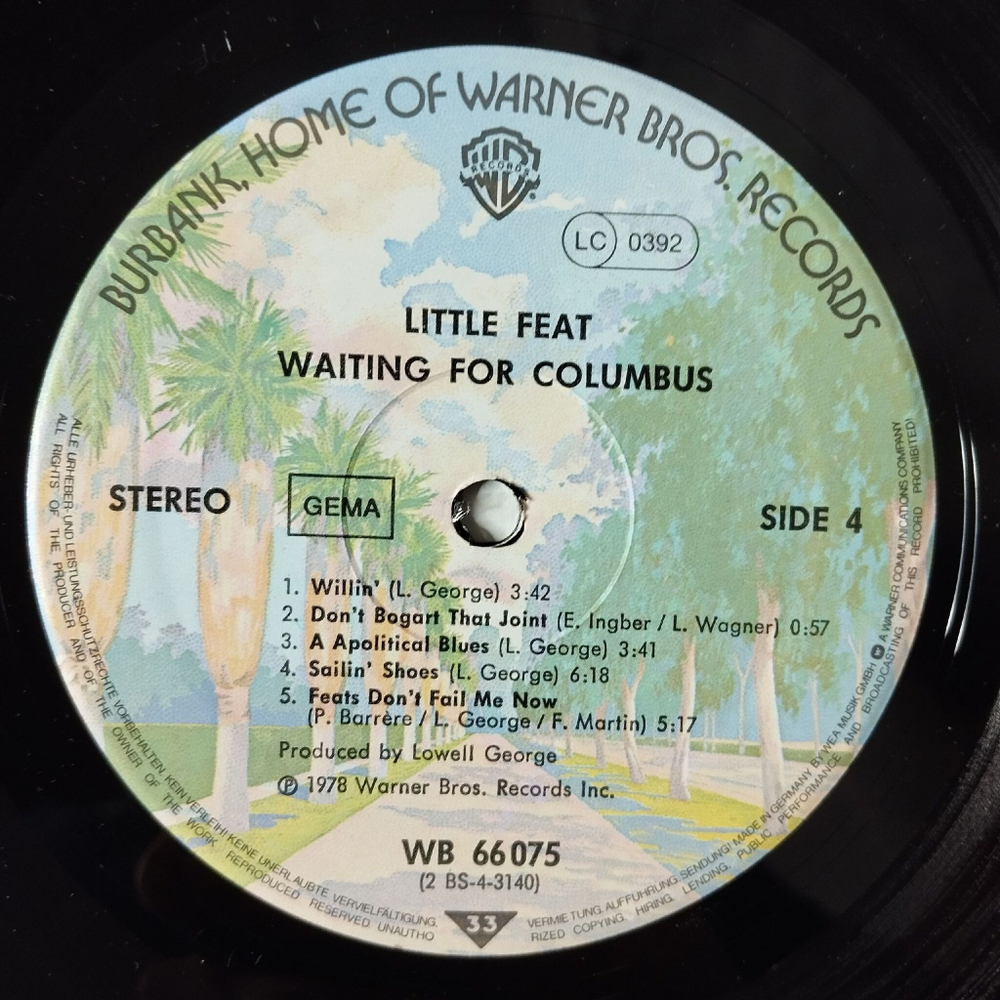 BURBANK, HOME OF WARNER BROS. RECORDS
WB
RECORDS
LC 0392
LITTLE FEAT
WAITING FOR COLUMBUS
STEREO
GEMA
SIDE 4
1. Willin' (L. George) 3:42
2. Don't Bogart That Joint (E. Ingber / L. Wagner) 0:57
3. A Apolitical Blues (L. George) 3:41
4. Sailin' Shoes (L. George) 6:18
5. Feats Don't Fail Me Now
(P. Barrère / L. George / F. Martin) 5:17
Produced by Lowell George
℗ 1978 Warner Bros. Records Inc.
WB 66 075
(2 BS-4-3140)
33
ALLE URHEBER- UND LEISTUNGSSCHUTZRECHTE VORBEHALTEN. KEIN VERLEIH! KEINE UNERLAUBTE VERVIELFÄLTIGUNG, VERMIETUNG, AUFFÜHRUNG, SENDUNG! MADE IN GERMANY BY WEA MUSIK GMBH A WARNER COMMUNICATIONS COMPANY
ALL RIGHTS OF THE PRODUCER AND OF THE OWNER OF THE WORK REPRODUCED RESERVED. UNAUTHORIZED COPYING, HIRING, LENDING, PUBLIC PERFORMANCE AND BROADCASTING OF THIS RECORD PROHIBITED!